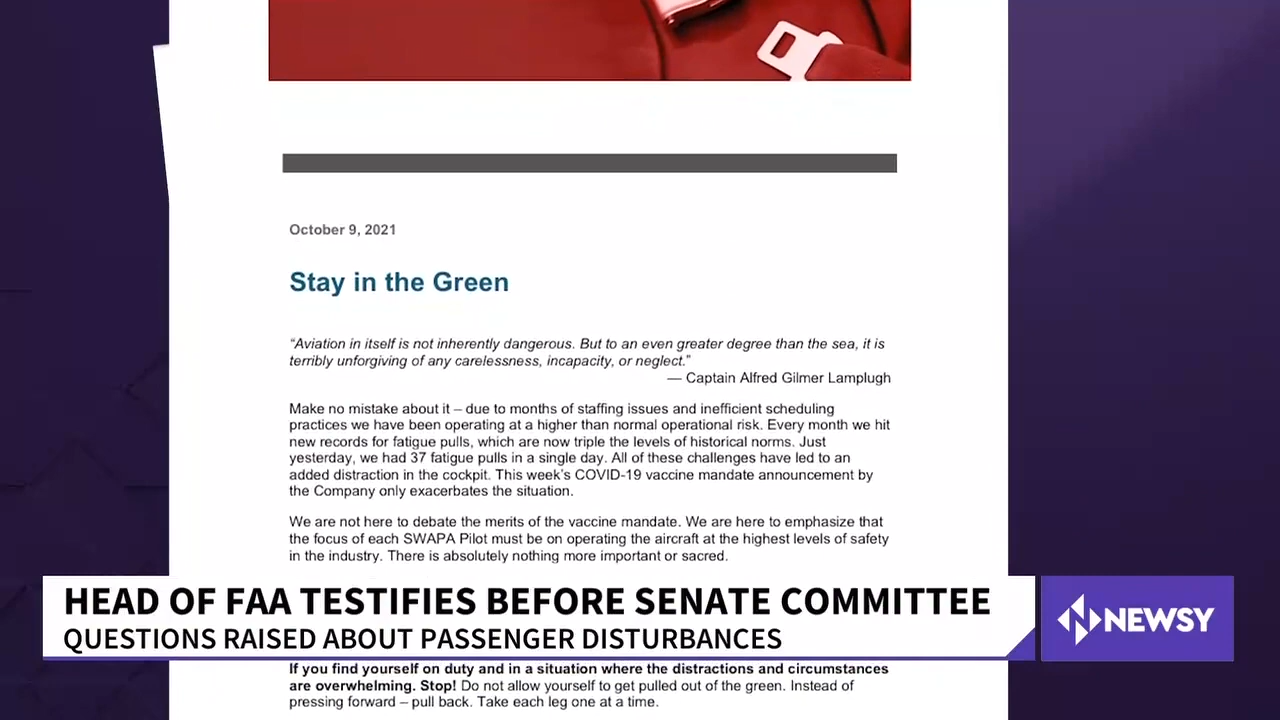 October 9, 2021
Stay in the Green
“Aviation in itself is not inherently dangerous. But to an even greater degree than the sea, it is
terribly unforgiving of any carelessness, incapacity, or neglect.”
— Captain Alfred Gilmer Lamplugh
Make no mistake about it – due to months of staffing issues and inefficient scheduling
practices we have been operating at a higher than normal operational risk. Every month we hit
new records for fatigue pulls, which are now triple the levels of historical norms. Just
yesterday, we had 37 fatigue pulls in a single day. All of these challenges have led to an
added distraction in the cockpit. This week’s COVID-19 vaccine mandate announcement by
the Company only exacerbates the situation.
We are not here to debate the merits of the vaccine mandate. We are here to emphasize that
the focus of each SWAPA Pilot must be on operating the aircraft at the highest levels of safety
in the industry. There is absolutely nothing more important or sacred.
HEAD OF FAA TESTIFIES BEFORE SENATE COMMITTEE
QUESTIONS RAISED ABOUT PASSENGER DISTURBANCES
NEWSY
If you find yourself on duty and in a situation where the distractions and circumstances
are overwhelming. Stop! Do not allow yourself to get pulled out of the green. Instead of
pressing forward – pull back. Take each leg one at a time.